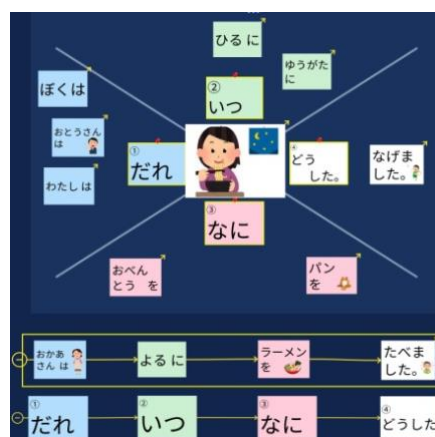 ひる に
ゆうがた
に
ぼくは
②
いつ
おとうさん
は
①
だれ
④
どう
した。
なげま
した。
わたし は
③
なに
おべん
とう を
パン
を
おかあ
さん は
よる に
ラーメン
を
たべま
した。
①
だれ
②
いつ
③
なに
④
どうした